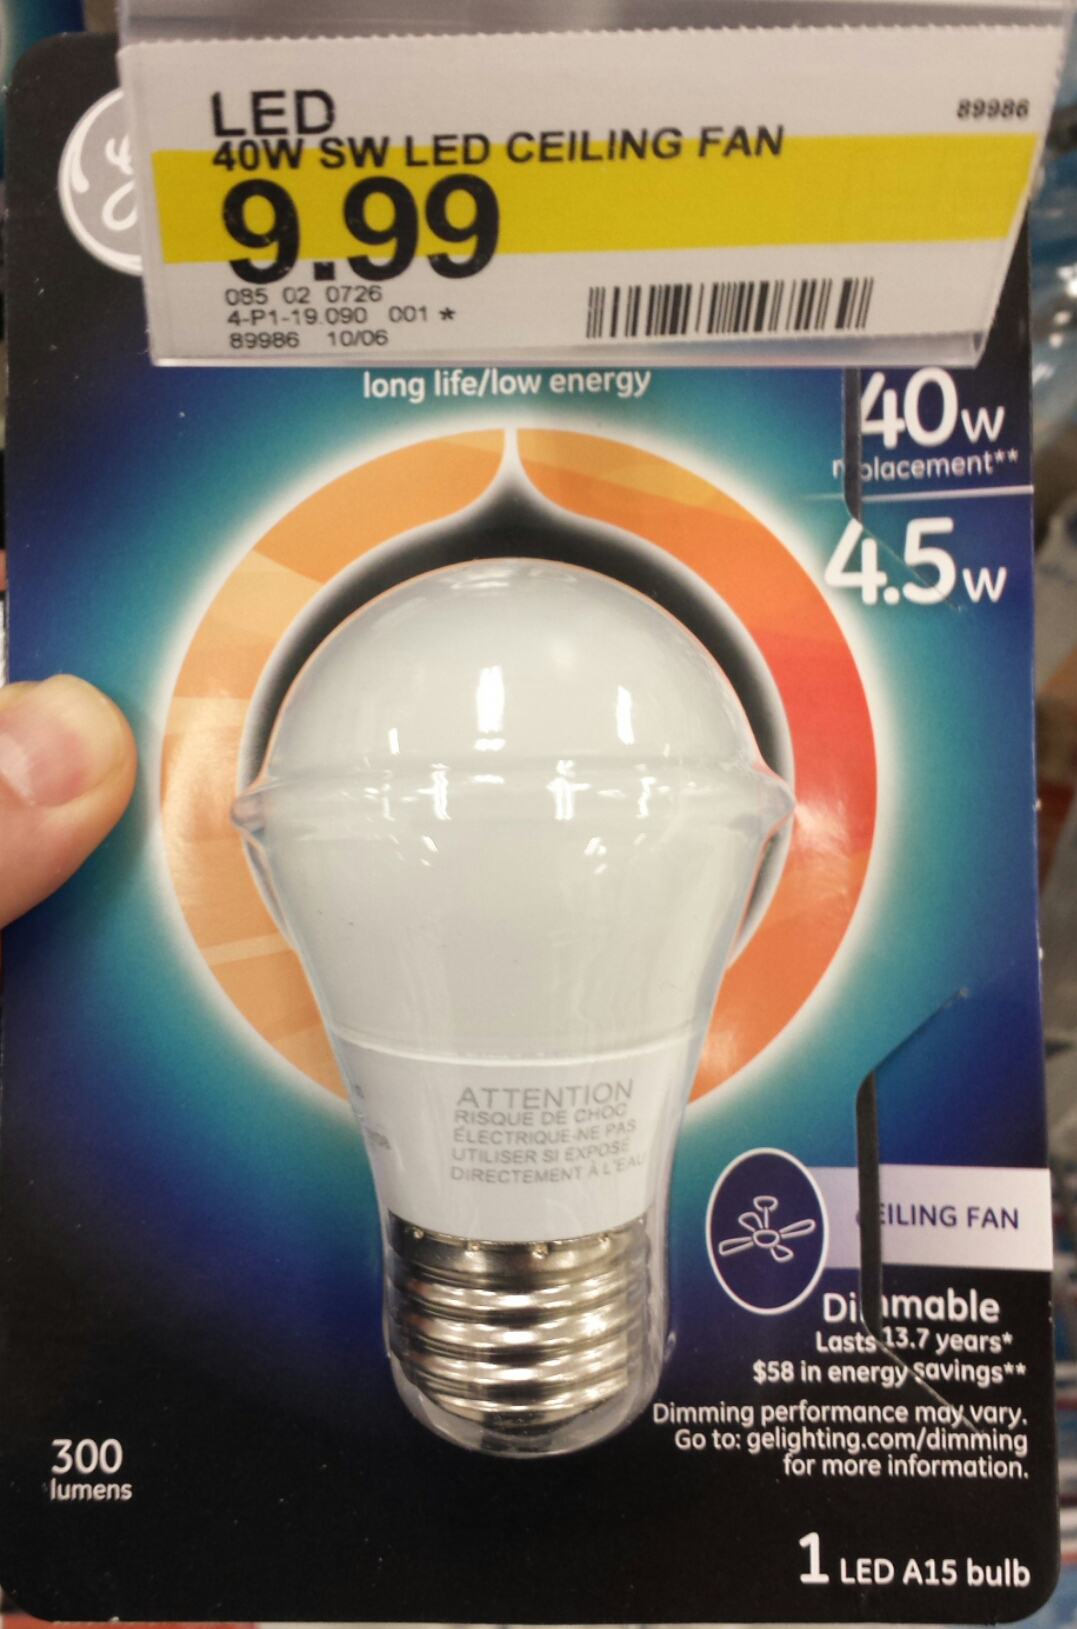 LED
89986
40W SW LED CEILING FAN
9.99
085 02 0726
4-P1-19.090 001 *
89986 10/06
long life/low energy
40w
replacement**
4.5w
ATTENTION
RISQUE DE CHOC
ÉLECTRIQUE-NE PAS
UTILISER SI EXPOSÉ
DIRECTEMENT À L'EAU
CEILING FAN
Dimmable
Lasts 13.7 years*
$58 in energy savings**
Dimming performance may vary.
Go to: gelighting.com/dimming
for more information.
300
lumens
1 LED A15 bulb